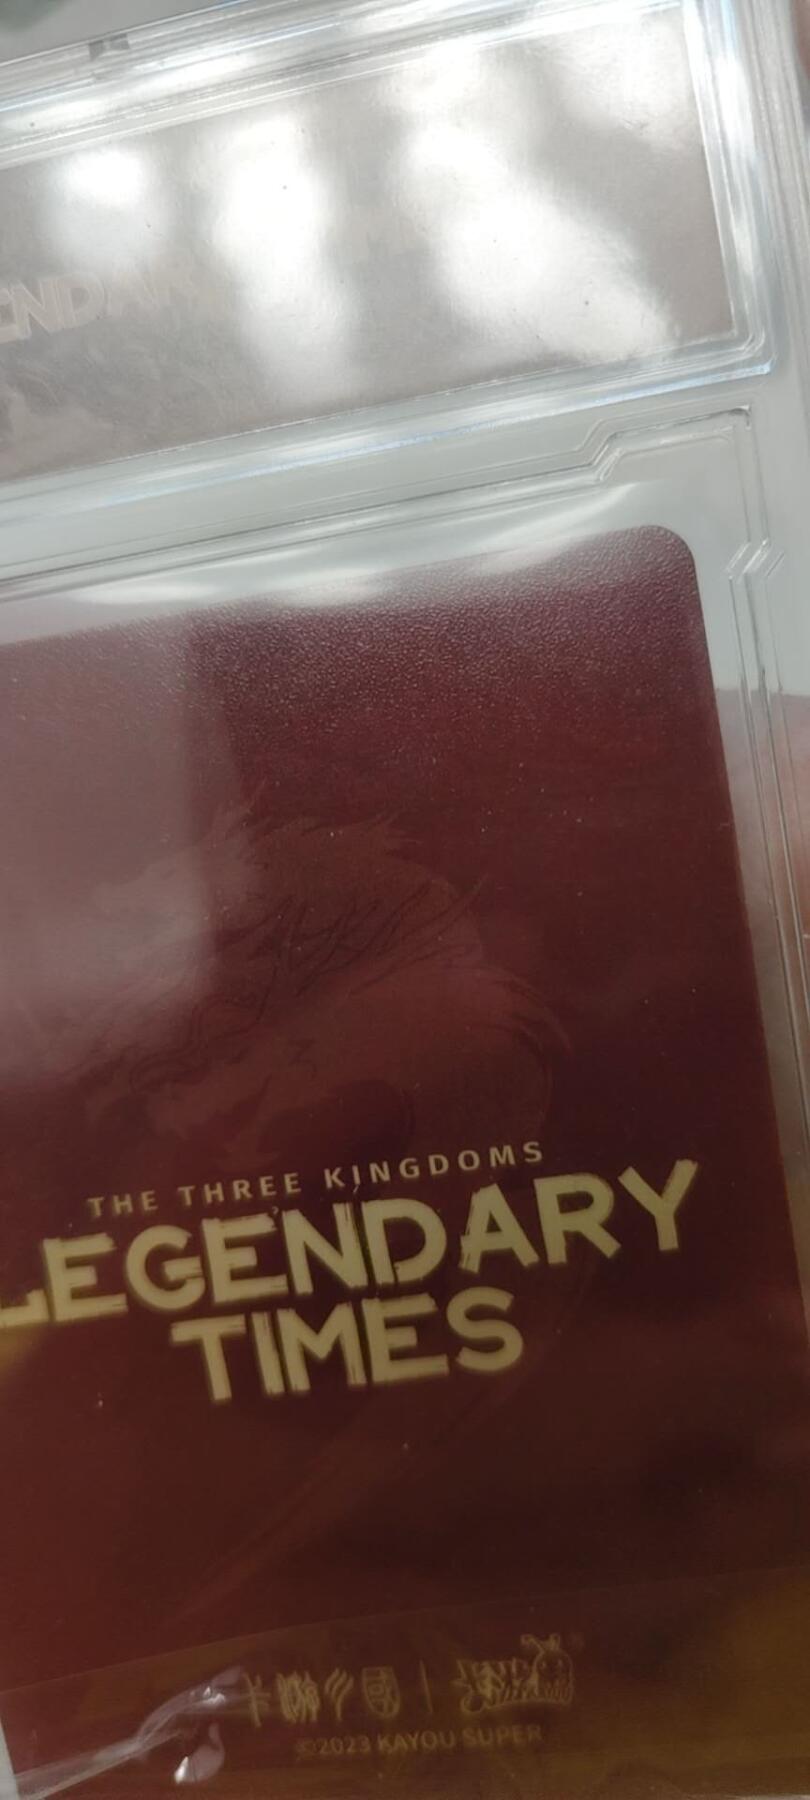 THE THREE KINGDOMS
LEGENDARY
TIMES
©2023 KAYOU SUPER